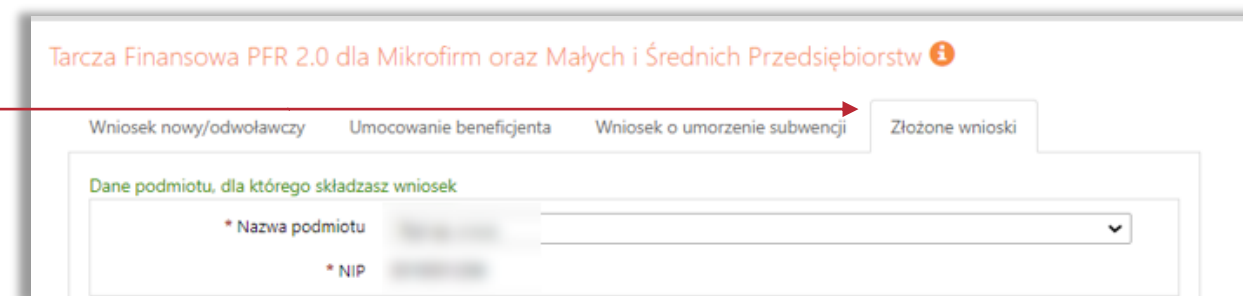 Tarcza Finansowa PFR 2.0 dla Mikrofirm oraz Małych i Średnich Przedsiębiorstw
Wniosek nowy/odwoławczy Umocowanie beneficjenta Wniosek o umorzenie subwencji Złożone wnioski
Dane podmiotu, dla którego składasz wniosek
* Nazwa podmiotu
* NIP